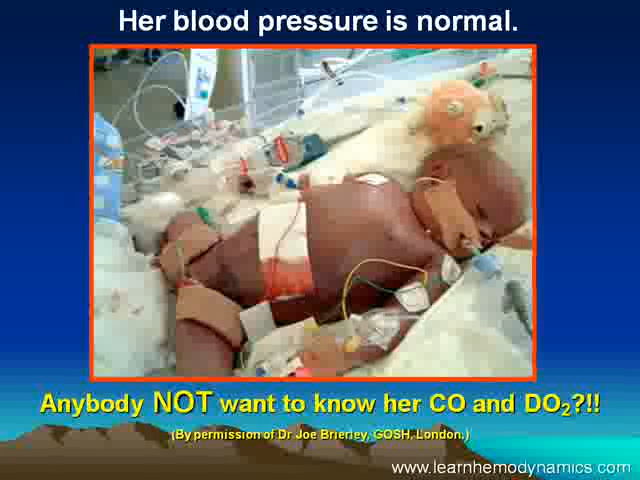 Her blood pressure is normal.
Anybody NOT want to know her CO and DO₂?!!
(By permission of Dr Joe Brierley, GOSH, London.)
www.learnhemodynamics.com